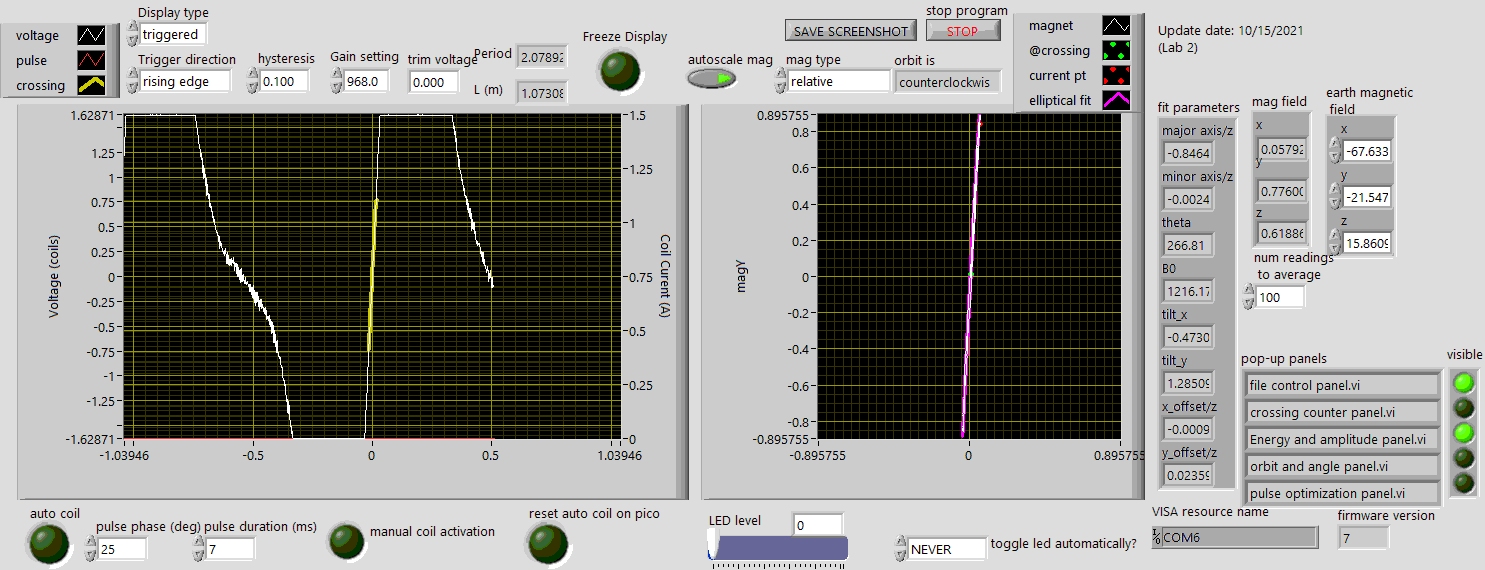 Display type
voltage
triggered
pulse
crossing
Trigger direction
rising edge
hysteresis
0.100
Gain setting
968.0
trim voltage
0.000
Period
2.07892
L (m)
1.07308
Freeze Display
SAVE SCREENSHOT
stop program
STOP
autoscale mag
mag type
relative
orbit is
counterclockwis
magnet
@crossing
current pt
elliptical fit
Update date: 10/15/2021
(Lab 2)
1.62871
1.25
1
0.75
0.5
0.25
0
-0.25
-0.5
-0.75
-1
-1.25
-1.62871
Voltage (coils)
-1.03946
-0.5
0
0.5
1.03946
1.5
1.25
1
0.75
0.5
0.25
0
Coil Current (A)
0.895755
0.8
0.6
0.4
0.2
0
-0.2
-0.4
-0.6
-0.8
-0.895755
magY
-0.895755
0
0.895755
fit parameters
major axis/z
-0.8464
minor axis/z
-0.0024
theta
266.81
B0
1216.17
tilt_x
-0.4730
tilt_y
1.28509
x_offset/z
-0.0009
y_offset/z
0.02359
mag field
x
0.05792
y
0.77600
z
0.61886
earth magnetic
field
x
-67.633
y
-21.547
z
15.8609
num readings
to average
100
pop-up panels
visible
file control panel.vi
crossing counter panel.vi
Energy and amplitude panel.vi
orbit and angle panel.vi
pulse optimization panel.vi
auto coil
pulse phase (deg)
25
pulse duration (ms)
7
manual coil activation
reset auto coil on pico
LED level
0
NEVER
toggle led automatically?
VISA resource name
COM6
firmware version
7